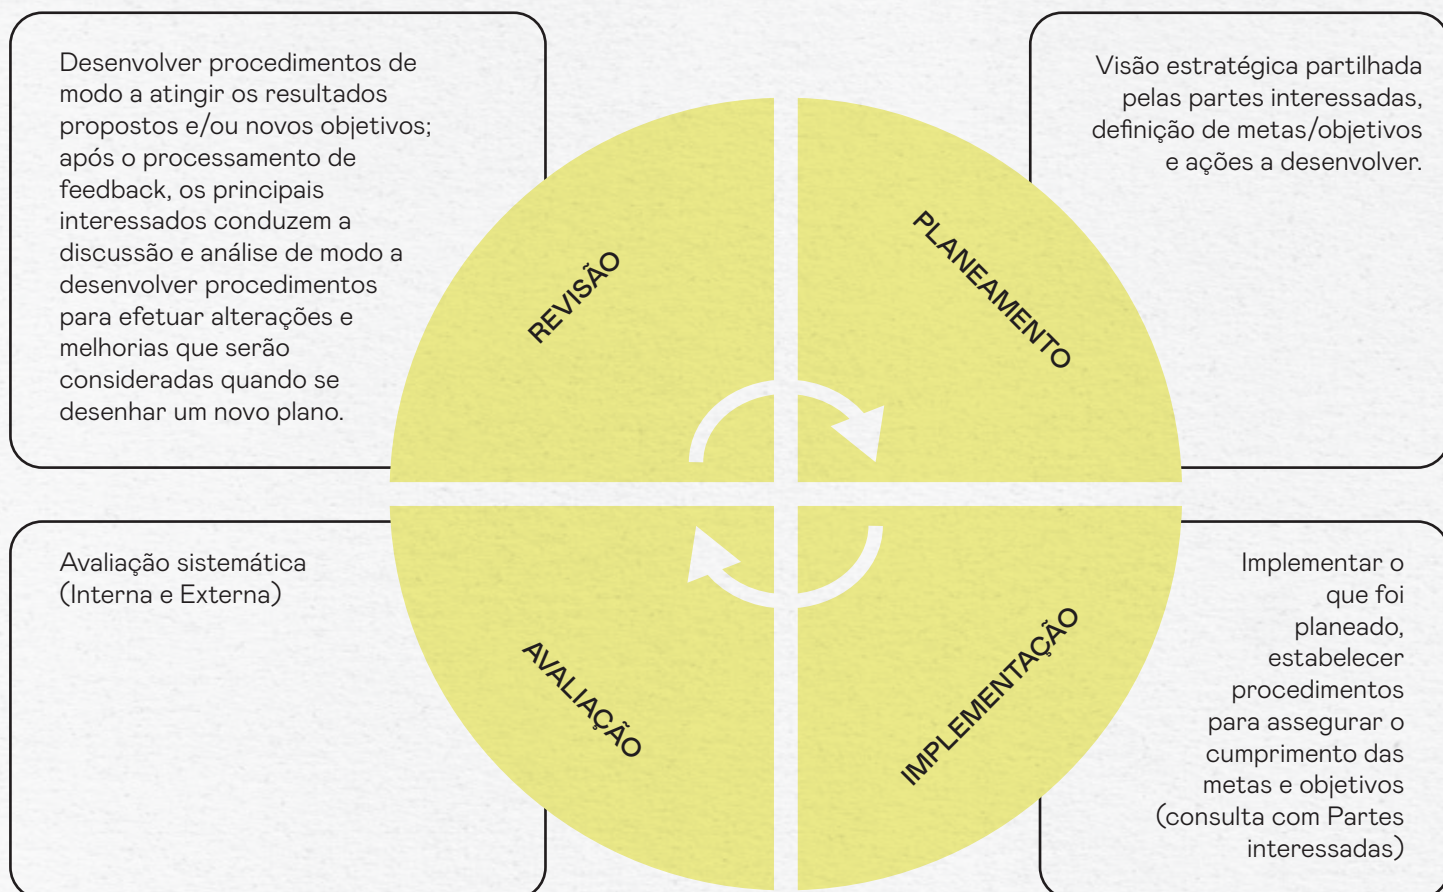 Desenvolver procedimentos de
modo a atingir os resultados
propostos e/ou novos objetivos;
após o processamento de
feedback, os principais
interessados conduzem a
discussão e análise de modo a
desenvolver procedimentos
para efetuar alterações e
melhorias que serão
consideradas quando se
desenhar um novo plano.
REVISÃO
PLANEAMENTO
Visão estratégica partilhada
pelas partes interessadas,
definição de metas/objetivos
e ações a desenvolver.
Avaliação sistemática
(Interna e Externa)
AVALIAÇÃO
IMPLEMENTAÇÃO
Implementar o
que foi
planeado,
estabelecer
procedimentos
para assegurar o
cumprimento das
metas e objetivos
(consulta com Partes
interessadas)